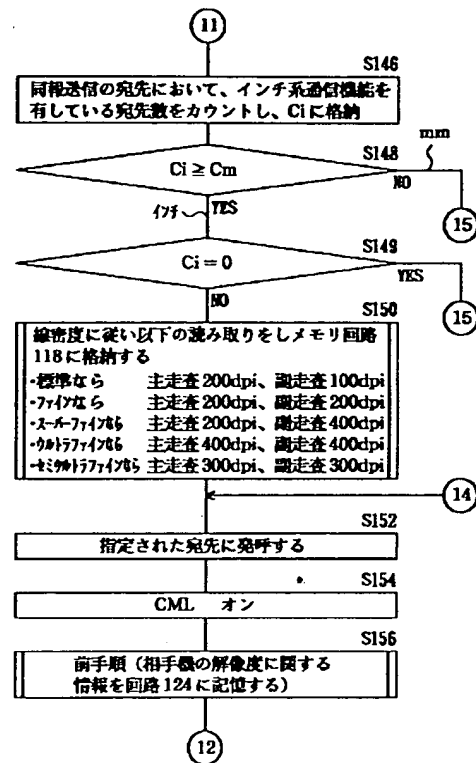 11
S146
同報送信の宛先において、インチ系通信機能を
有している宛先数をカウントし、Ciに格納
S148
mm
Ci ≥ Cm
NO
15
インチ
YES
S149
Ci = 0
YES
15
NO
S150
線密度に従い以下の読み取りをしメモリ回路
118に格納する
・標準なら 主走査200dpi、副走査100dpi
・ファインなら 主走査200dpi、副走査200dpi
・スーパーファインなら 主走査200dpi、副走査400dpi
・ウルトラファインなら 主走査400dpi、副走査400dpi
・セミウルトラファインなら 主走査300dpi、副走査300dpi
14
S152
指定された宛先に発呼する
S154
CML オン
S156
前手順（相手機の解像度に関する
情報を回路124に記憶する）
12